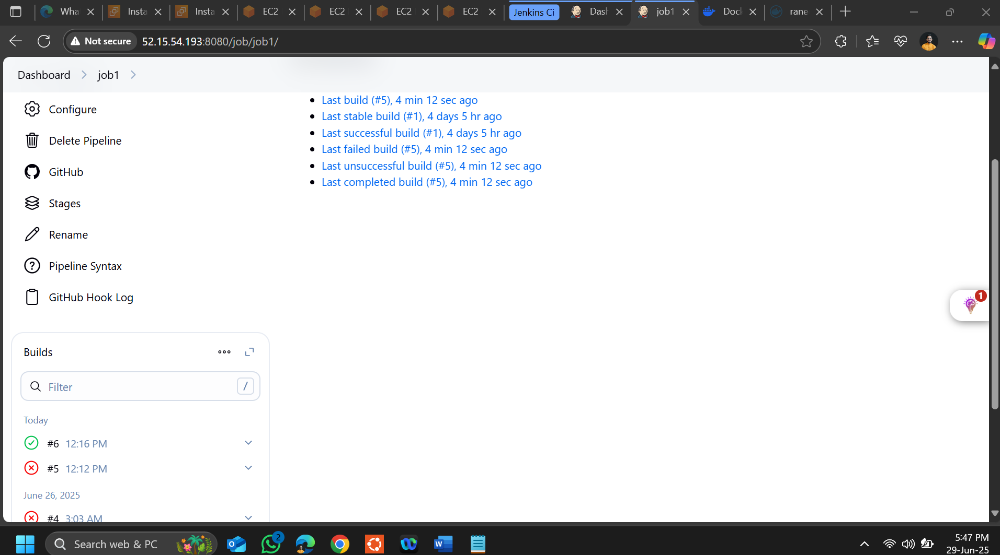 Wha
Insta
Insta
EC2
EC2
EC2
EC2
Jenkins Ci
Dash
job1
Dock
rane
Not secure
52.15.54.193:8080/job/job1/
Dashboard
job1
Configure
Delete Pipeline
GitHub
Stages
Rename
Pipeline Syntax
GitHub Hook Log
Last build (#5), 4 min 12 sec ago
Last stable build (#1), 4 days 5 hr ago
Last successful build (#1), 4 days 5 hr ago
Last failed build (#5), 4 min 12 sec ago
Last unsuccessful build (#5), 4 min 12 sec ago
Last completed build (#5), 4 min 12 sec ago
1
Builds
Filter
/
Today
#6 12:16 PM
#5 12:12 PM
June 26, 2025
#4 3:03 AM
Search web & PC
2
5:47 PM
29-Jun-25